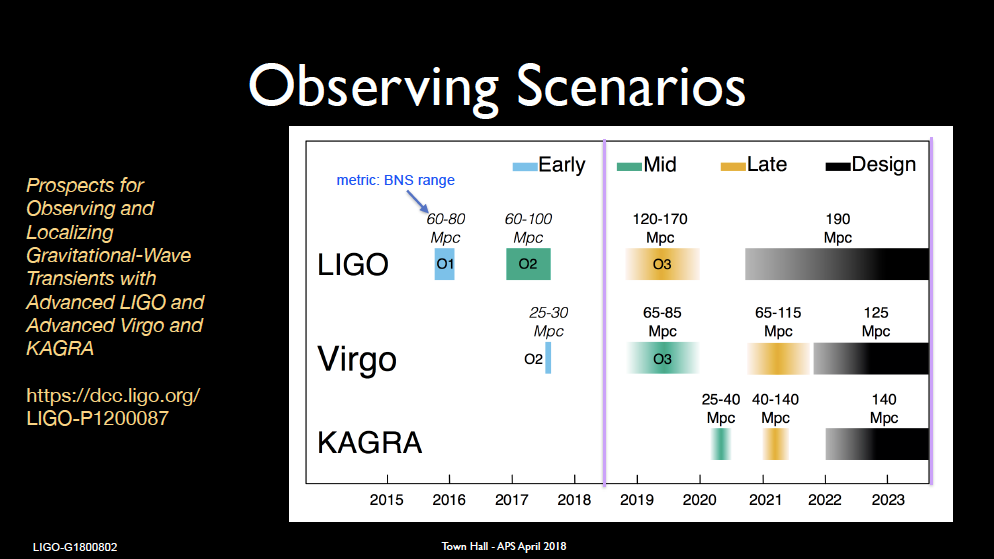 Observing Scenarios
Prospects for
Observing and
Localizing
Gravitational-Wave
Transients with
Advanced LIGO and
Advanced Virgo and
KAGRA
https://dcc.ligo.org/
LIGO-P1200087
Early Mid Late Design
metric: BNS range
60-80 60-100 120-170 190
Mpc Mpc Mpc Mpc
LIGO O1 O2 O3
25-30 65-85 65-115 125
Mpc Mpc Mpc Mpc
Virgo O2 O3
25-40 40-140 140
Mpc Mpc Mpc
KAGRA
2015 2016 2017 2018 2019 2020 2021 2022 2023
LIGO-G1800802
Town Hall - APS April 2018